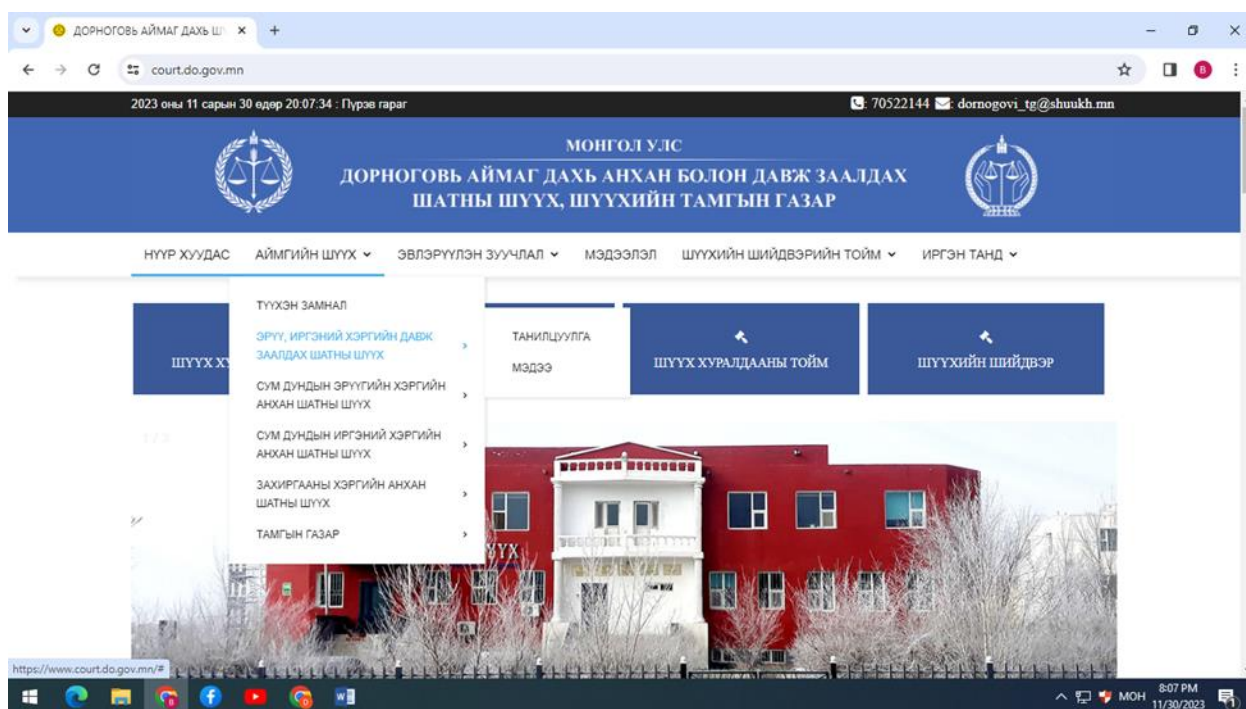 ДОРНОГОВЬ АЙМАГ ДАХЬ Ш
court.do.gov.mn
2023 оны 11 сарын 30 өдөр 20:07:34 : Пүрэв гараг
: 70522144 : dornogovi_tg@shuukh.mn
МОНГОЛ УЛС
ДОРНОГОВЬ АЙМАГ ДАХЬ АНХАН БОЛОН ДАВЖ ЗААЛДАХ
ШАТНЫ ШҮҮХ, ШҮҮХИЙН ТАМГЫН ГАЗАР
НҮҮР ХУУДАС АЙМГИЙН ШҮҮХ ЭВЛЭРҮҮЛЭН ЗУУЧЛАЛ МЭДЭЭЛЭЛ ШҮҮХИЙН ШИЙДВЭРИЙН ТОЙМ ИРГЭН ТАНД
ТҮҮХЭН ЗАМНАЛ
ЭРҮҮ, ИРГЭНИЙ ХЭРГИЙН ДАВЖ
ЗААЛДАХ ШАТНЫ ШҮҮХ
СУМ ДУНДЫН ЭРҮҮГИЙН ХЭРГИЙН
АНХАН ШАТНЫ ШҮҮХ
СУМ ДУНДЫН ИРГЭНИЙ ХЭРГИЙН
АНХАН ШАТНЫ ШҮҮХ
ЗАХИРГААНЫ ХЭРГИЙН АНХАН
ШАТНЫ ШҮҮХ
ТАМГЫН ГАЗАР
ТАНИЛЦУУЛГА
МЭДЭЭ
ШҮҮХ ХУ
ШҮҮХ ХУРАЛДААНЫ ТОЙМ
ШҮҮХИЙН ШИЙДВЭР
1 / 3
ҮҮХ
https://www.court.do.gov.mn/#
МОН
8:07 PM
11/30/2023